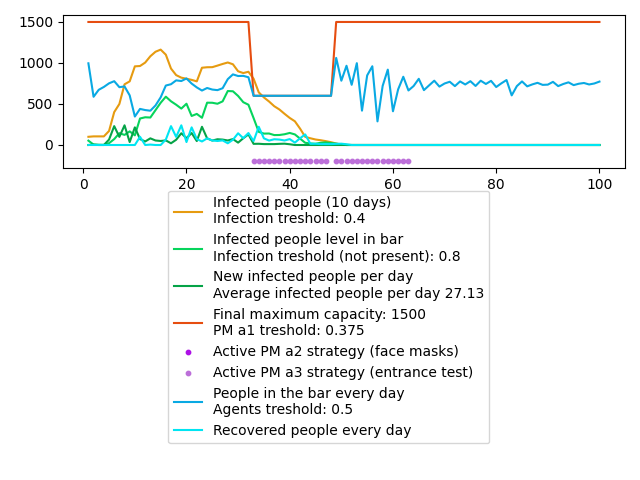 1500
1000
500
0
0 20 40 60 80 100
Infected people (10 days)
Infection treshold: 0.4
Infected people level in bar
Infection treshold (not present): 0.8
New infected people per day
Average infected people per day 27.13
Final maximum capacity: 1500
PM a1 treshold: 0.375
Active PM a2 strategy (face masks)
Active PM a3 strategy (entrance test)
People in the bar every day
Agents treshold: 0.5
Recovered people every day